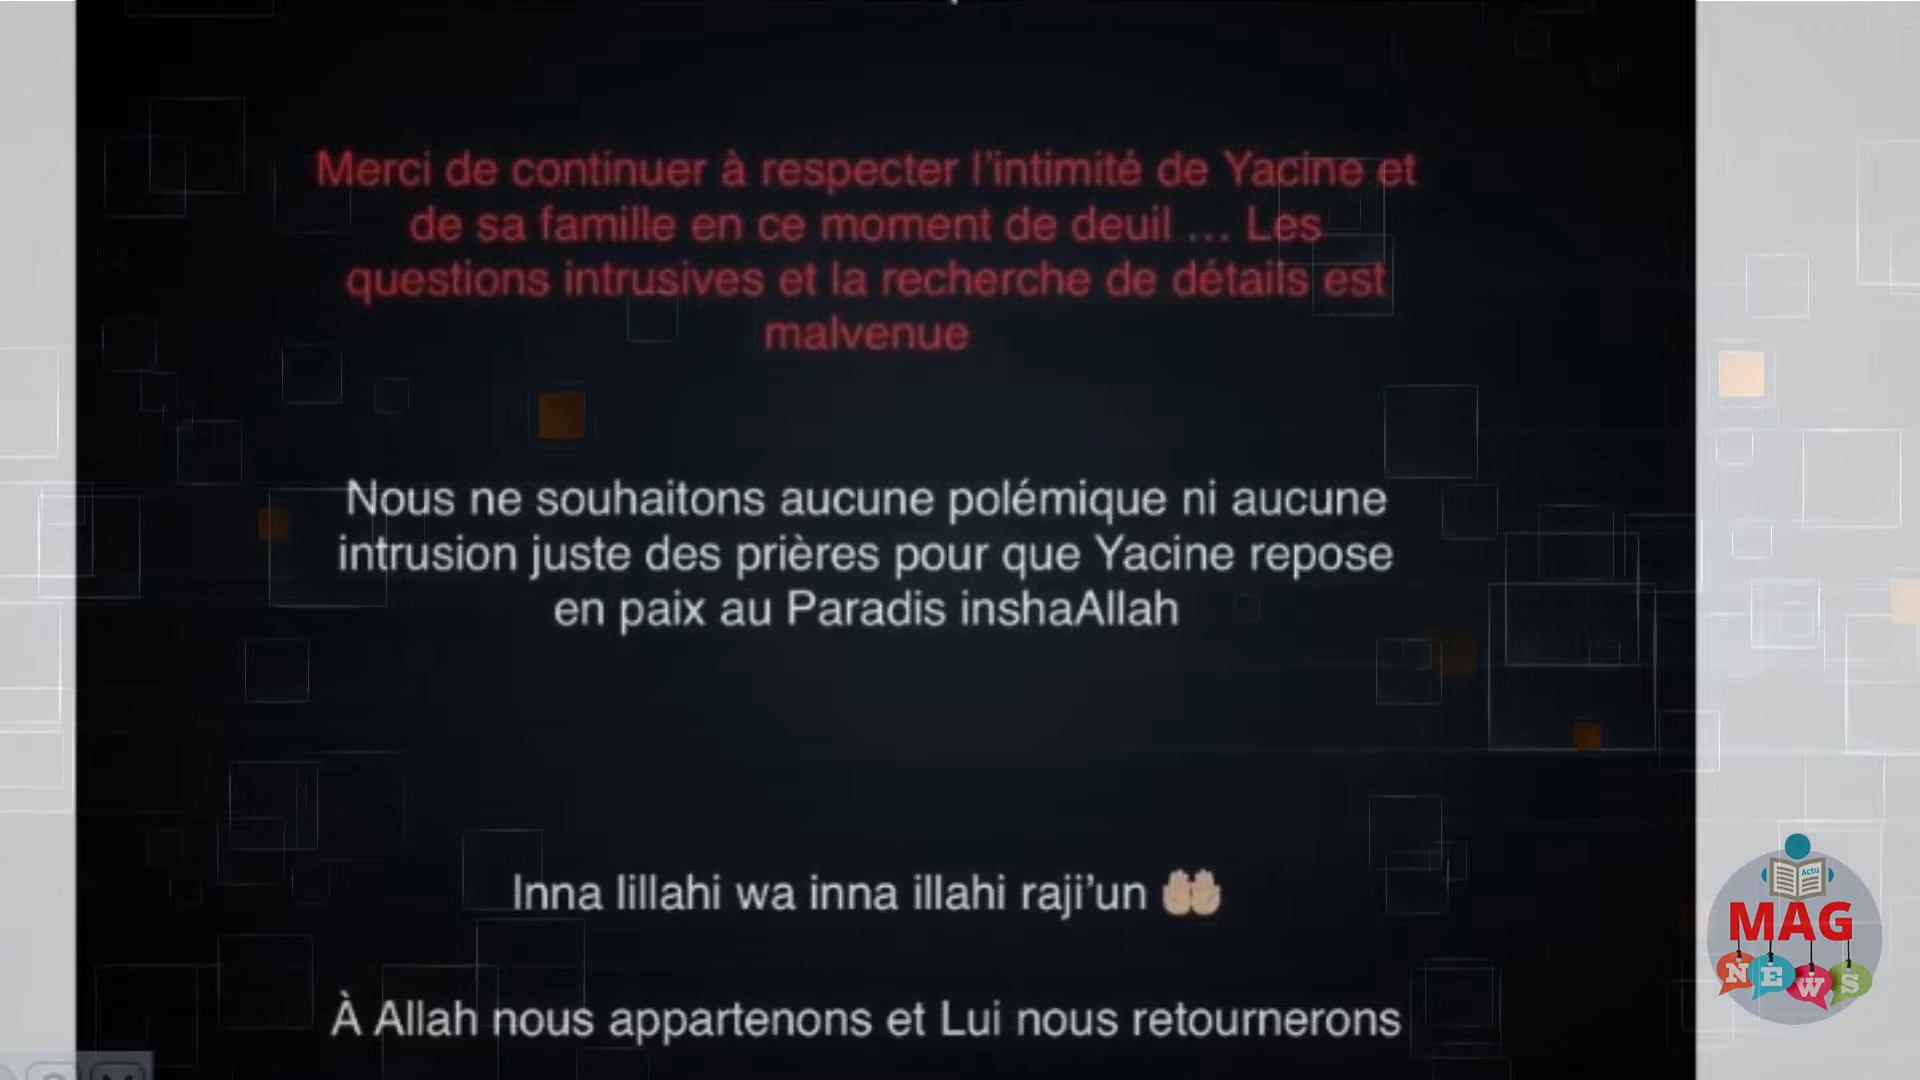 Merci de continuer à respecter l'intimité de Yacine et
de sa famille en ce moment de deuil ... Les
questions intrusives et la recherche de détails est
malvenue
Nous ne souhaitons aucune polémique ni aucune
intrusion juste des prières pour que Yacine repose
en paix au Paradis inshaAllah
Inna lillahi wa inna illahi raji'un 🤲🏼
À Allah nous appartenons et Lui nous retournerons
Actu
MAG
NEWS